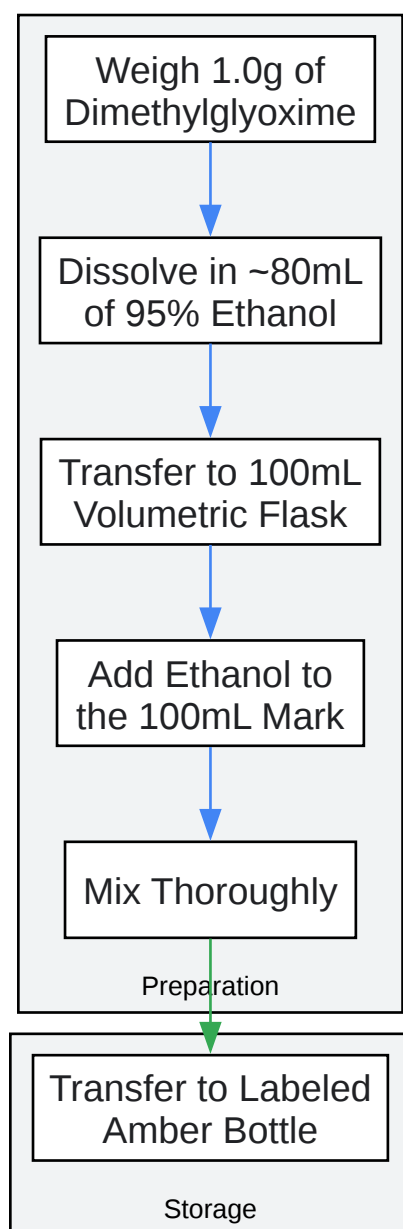 Weigh 1.0g of
Dimethylglyoxime
Dissolve in ~80mL
of 95% Ethanol
Transfer to 100mL
Volumetric Flask
Add Ethanol to
the 100mL Mark
Mix Thoroughly
Preparation
Transfer to Labeled
Amber Bottle
Storage